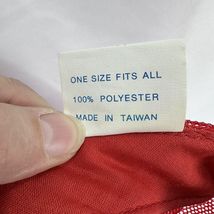 ONE SIZE FITS ALL
100% POLYESTER
MADE IN TAIWAN